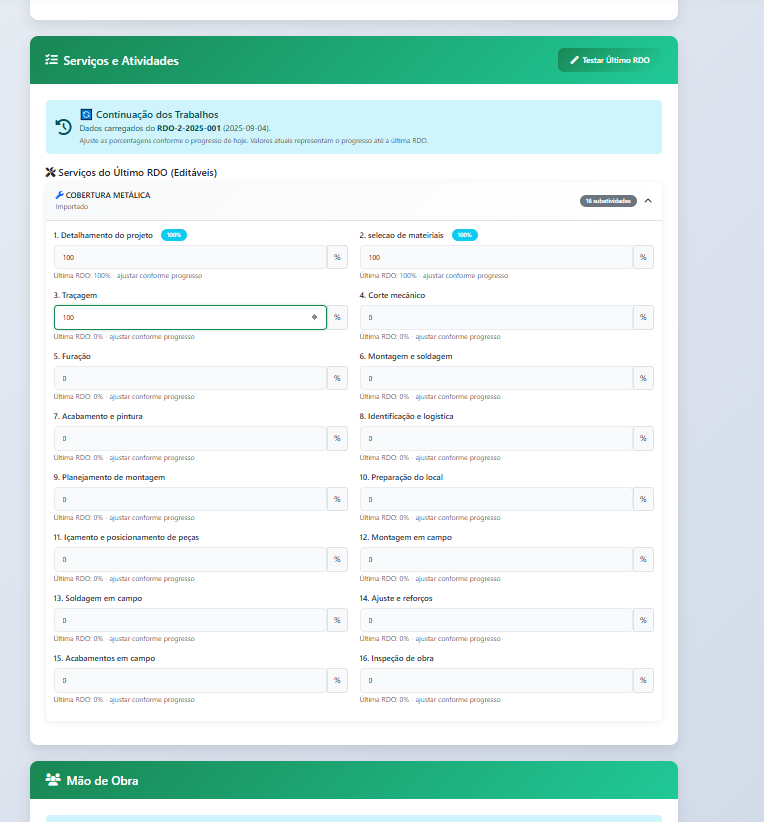 Serviços e Atividades
Testar Último RDO
Continuação dos Trabalhos
Dados carregados do RDO-2-2025-001 (2025-09-04).
Ajuste as porcentagens conforme o progresso de hoje. Valores atuais representam o progresso até a última RDO.
Serviços do Último RDO (Editáveis)
COBERTURA METÁLICA
Importado
16 subatividades
1. Detalhamento do projeto 100%
2. selecao de mateiriais 100%
100 %
100 %
Última RDO: 100% - ajustar conforme progresso
Última RDO: 100% - ajustar conforme progresso
3. Traçagem
4. Corte mecânico
100 %
0 %
Última RDO: 0% - ajustar conforme progresso
Última RDO: 0% - ajustar conforme progresso
5. Furação
6. Montagem e soldagem
0 %
0 %
Última RDO: 0% - ajustar conforme progresso
Última RDO: 0% - ajustar conforme progresso
7. Acabamento e pintura
8. Identificação e logistica
0 %
0 %
Última RDO: 0% - ajustar conforme progresso
Última RDO: 0% - ajustar conforme progresso
9. Planejamento de montagem
10. Preparação do local
0 %
0 %
Última RDO: 0% - ajustar conforme progresso
Última RDO: 0% - ajustar conforme progresso
11. Içamento e posicionamento de peças
12. Montagem em campo
0 %
0 %
Última RDO: 0% - ajustar conforme progresso
Última RDO: 0% - ajustar conforme progresso
13. Soldagem em campo
14. Ajuste e reforços
0 %
0 %
Última RDO: 0% - ajustar conforme progresso
Última RDO: 0% - ajustar conforme progresso
15. Acabamentos em campo
16. Inspeção de obra
0 %
0 %
Última RDO: 0% - ajustar conforme progresso
Última RDO: 0% - ajustar conforme progresso
Mão de Obra